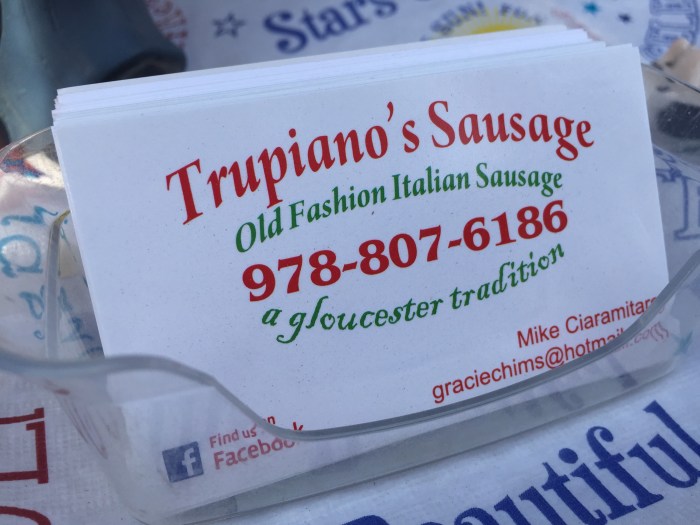 Stars
Trupiano's Sausage
Old Fashion Italian Sausage
978-807-6186
a gloucester tradition
Mike Ciaramitaro
graciechims@hotmail.com
Find us on
Facebook
f
Beautiful